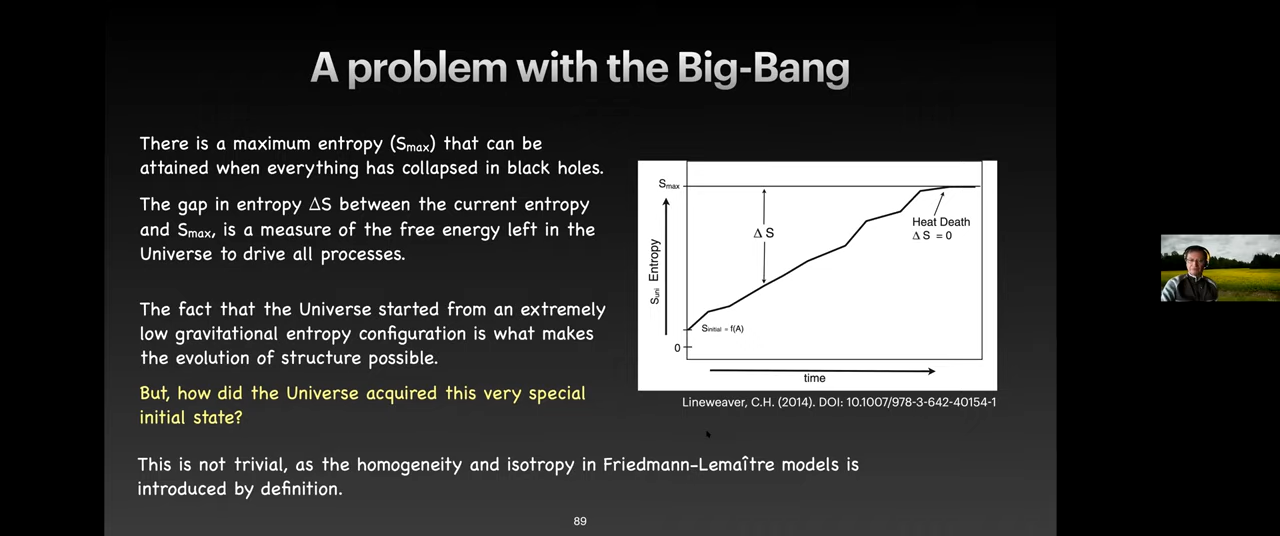 A problem with the Big-Bang
There is a maximum entropy (Smax) that can be
attained when everything has collapsed in black holes.
The gap in entropy ΔS between the current entropy
and Smax, is a measure of the free energy left in the
Universe to drive all processes.
The fact that the Universe started from an extremely
low gravitational entropy configuration is what makes
the evolution of structure possible.
But, how did the Universe acquired this very special
initial state?
Smax
Δ S
Heat Death
Δ S = 0
Suni Entropy
Sinitial = f(A)
0
time
Lineweaver, C.H. (2014). DOI: 10.1007/978-3-642-40154-1
This is not trivial, as the homogeneity and isotropy in Friedmann-Lemaître models is
introduced by definition.
89